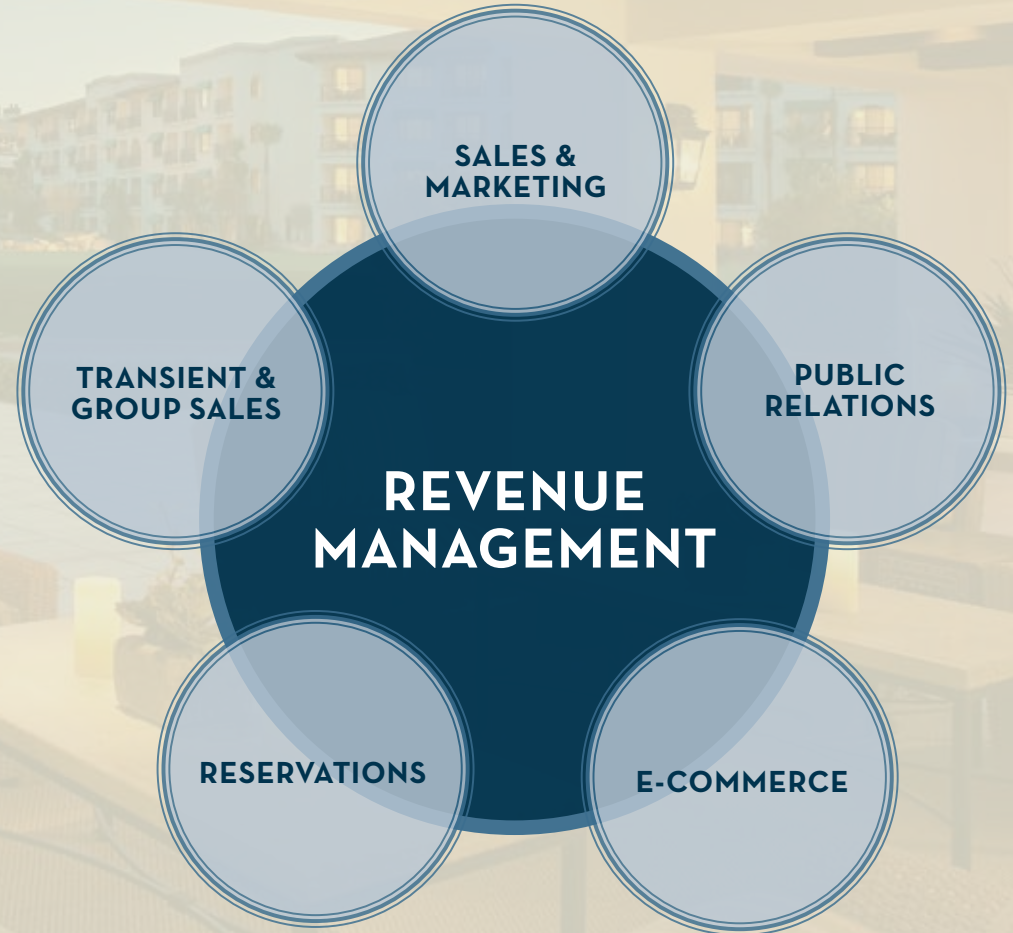 SALES &
MARKETING
TRANSIENT &
GROUP SALES
PUBLIC
RELATIONS
REVENUE
MANAGEMENT
RESERVATIONS
E-COMMERCE